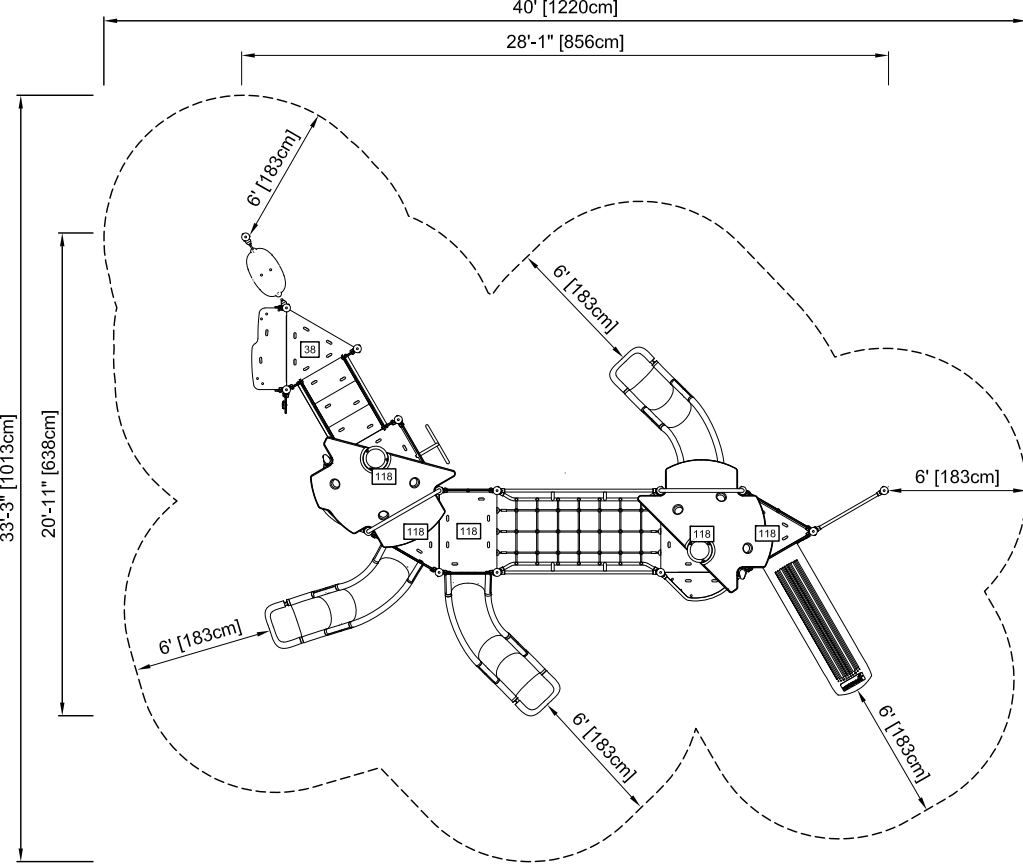 40' [1220cm]
28'-1" [856cm]
6' [183cm]
6' [183cm]
38
33'-3" [1013cm]
20'-11" [638cm]
118
6' [183cm]
118
118
118
118
6' [183cm]
6' [183cm]
6' [183cm]